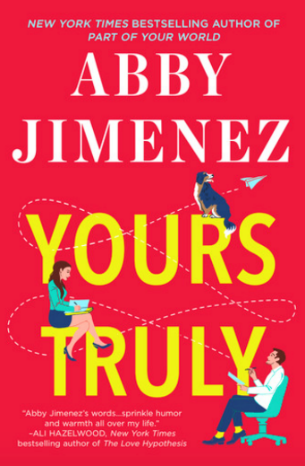 NEW YORK TIMES BESTSELLING AUTHOR OF
PART OF YOUR WORLD
ABBY
JIMENEZ
YOURS
TRULY
"Abby Jimenez's words...sprinkle humor
and warmth all over my life."
–ALI HAZELWOOD, New York Times
bestselling author of The Love Hypothesis